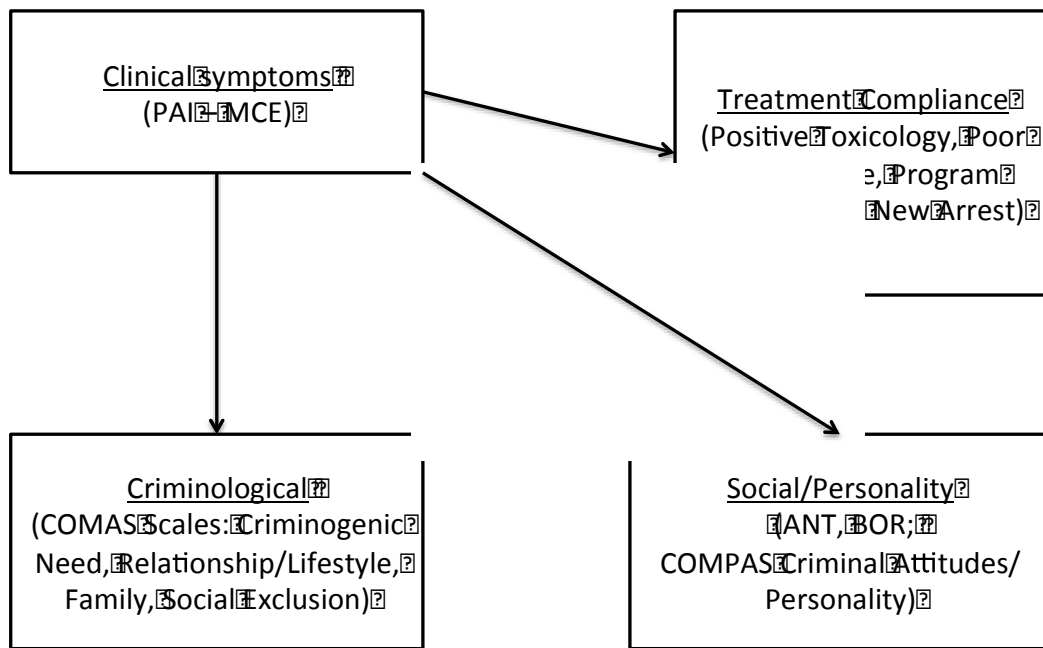 Clinical symptoms
(PAI – MCE)
Treatment Compliance
(Positive Toxicology, Poor
e, Program
New Arrest)
Criminological
(COMAS Scales: Criminogenic
Need, Relationship/Lifestyle,
Family, Social Exclusion)
Social/Personality
(ANT, BOR;
COMPAS Criminal Attitudes/
Personality)